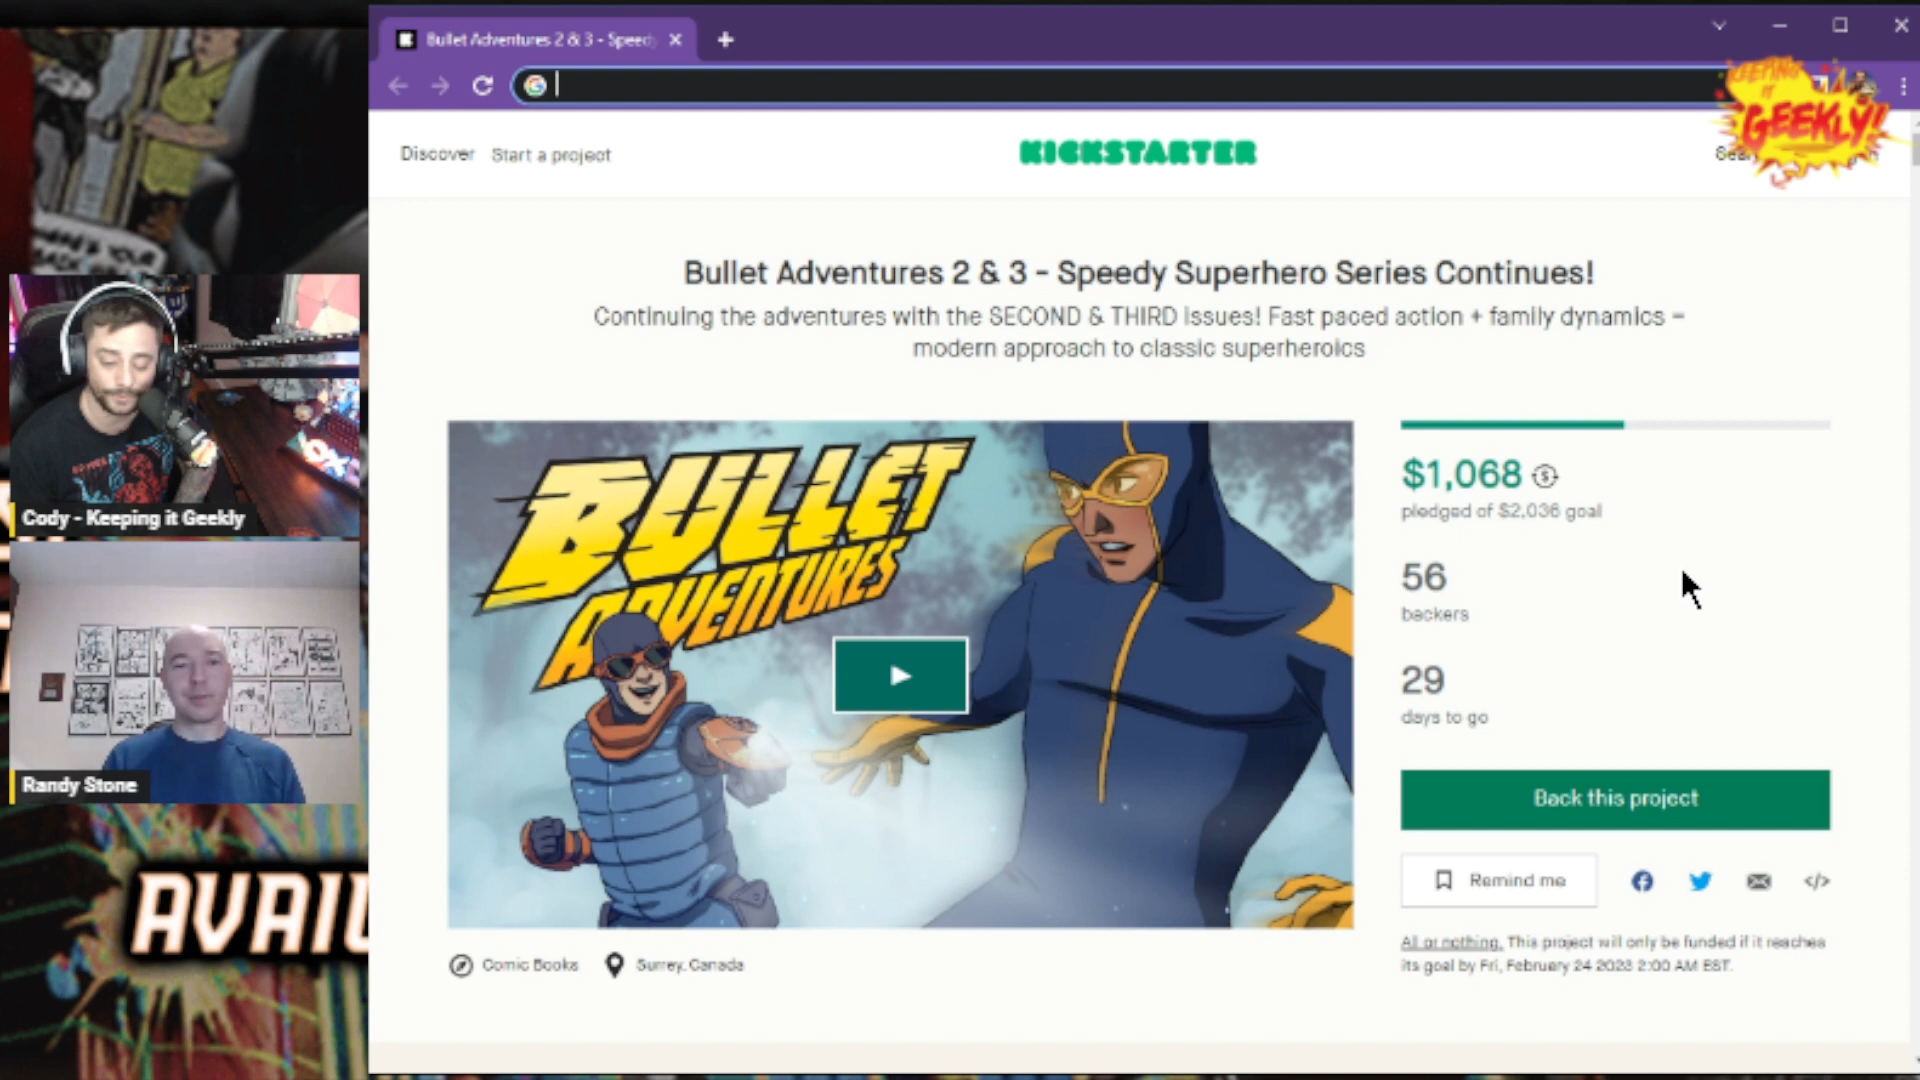 Bullet Adventures 2 & 3 - Speed
KEEPING
IT
GEEKLY!
Discover Start a project
KICKSTARTER
Bullet Adventures 2 & 3 - Speedy Superhero Series Continues!
Continuing the adventures with the SECOND & THIRD issues! Fast paced action + family dynamics -
modern approach to classic superheroics
BULLET
ADVENTURES
$1,068
pledged of $2,036 goal
56
backers
29
days to go
Back this project
Remind me
All or nothing. This project will only be funded if it reaches
its goal by Fri, February 24 2023 2:00 AM EST.
Comic Books Surrey, Canada
Cody - Keeping it Geekly
Randy Stone
AVAIL